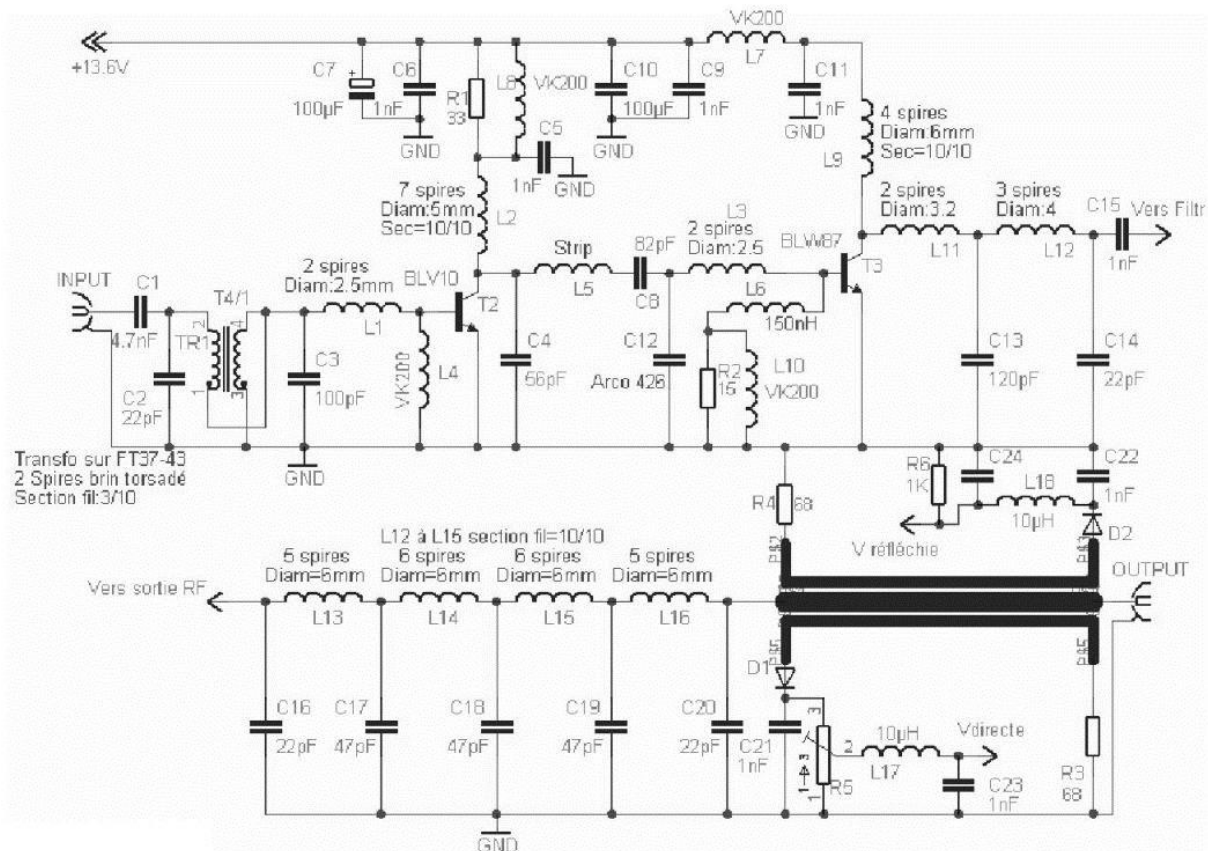 VK200
L7
+13.6V
C7
+
100µF
C6
1nF
GND
R1
33
L8
VK200
C5
1nF
GND
C10
100µF
GND
C9
1nF
C11
1nF
GND
4 spires
Diam:6mm
Sec=10/10
L9
7 spires
Diam:5mm
Sec=10/10
L2
2 spires
Diam:3.2
L11
3 spires
Diam:4
L12
C15
1nF
Vers Filtr
INPUT
C1
4.7nF
C2
22pF
T4/1
TR1
2
4
1
3
2 spires
Diam:2.5mm
L1
C3
100pF
BLV10
T2
VK200
L4
C4
56pF
Strip
L5
82pF
C8
C12
Arco 426
L3
2 spires
Diam:2.5
L6
150nH
BLW87
T3
R2
15
L10
VK200
C13
120pF
C14
22pF
Transfo sur FT37-43
2 Spires brin torsadé
Section fil:3/10
GND
R4
68
R6
1K
C24
L18
10µH
C22
1nF
D2
V réfléchie
L12 à L15 section fil=10/10
Vers sortie RF
5 spires
Diam=6mm
L13
6 spires
Diam=6mm
L14
6 spires
Diam=6mm
L15
5 spires
Diam=6mm
L16
OUTPUT
C16
22pF
C17
47pF
C18
47pF
C19
47pF
C20
22pF
D1
C21
1nF
3
2
1
1
3
R5
10µH
L17
Vdirecte
C23
1nF
R3
68
GND